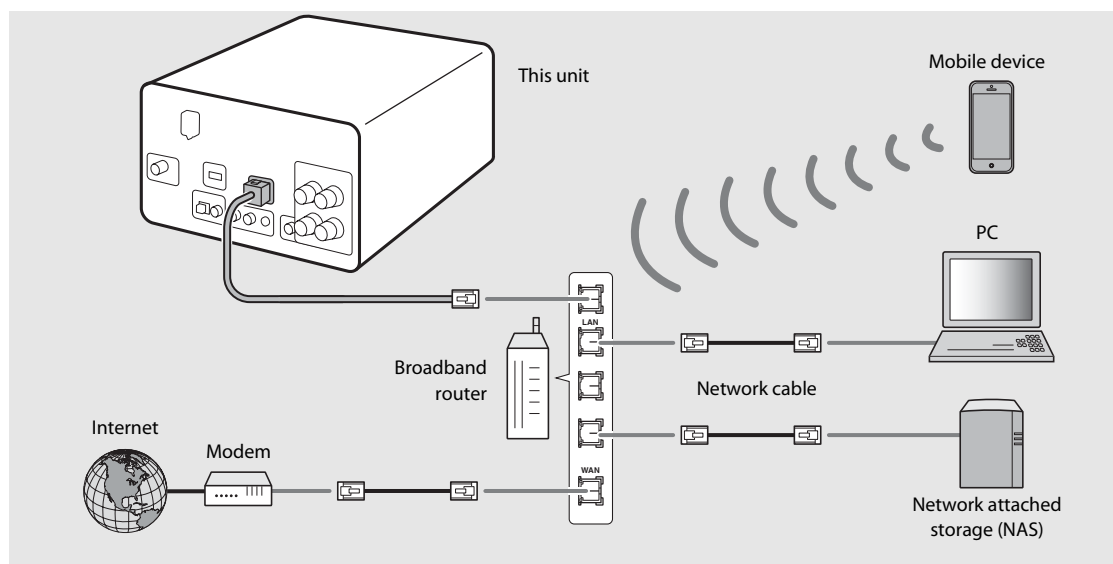 This unit
Mobile device
PC
LAN
Broadband
router
Network cable
Internet
Modem
WAN
Network attached
storage (NAS)